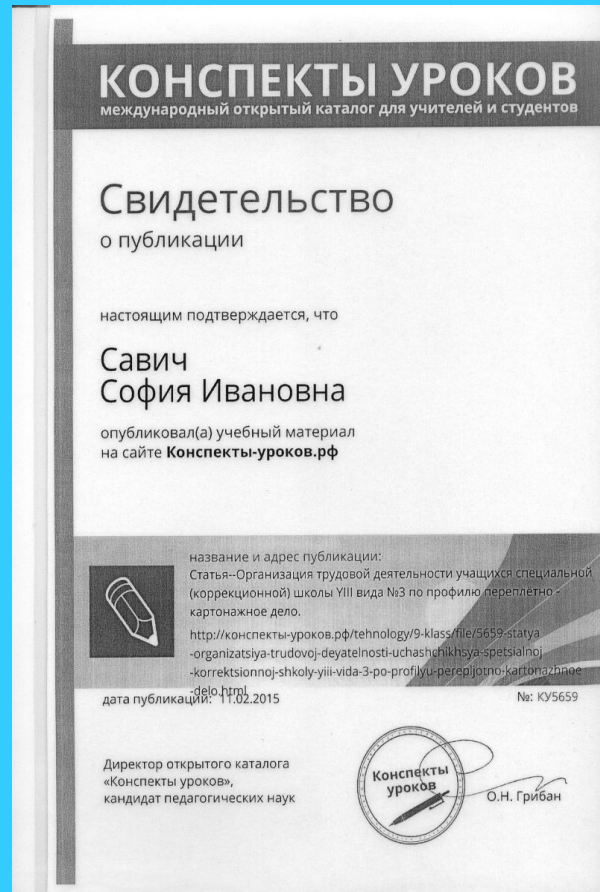 КОНСПЕКТЫ УРОКОВ
международный открытый каталог для учителей и студентов
Свидетельство
о публикации
настоящим подтверждается, что
Савич
София Ивановна
опубликовал(а) учебный материал
на сайте Конспекты-уроков.рф
название и адрес публикации:
Статья--Организация трудовой деятельности учащихся специальной
(коррекционной) школы YIII вида №3 по профилю переплётно -
картонажное дело.
http://конспекты-уроков.рф/tehnology/9-klass/file/5659-statya
-organizatsiya-trudovoj-deyatelnosti-uchashchikhsya-spetsialnoj
-korrektsionnoj-shkoly-yiii-vida-3-po-profilyu-perepljotno-kartonazhnoe
-delo.html
дата публикации: 11.02.2015
№: КУ5659
Директор открытого каталога
«Конспекты уроков»,
кандидат педагогических наук
Конспекты
уроков
О.Н. Грибан